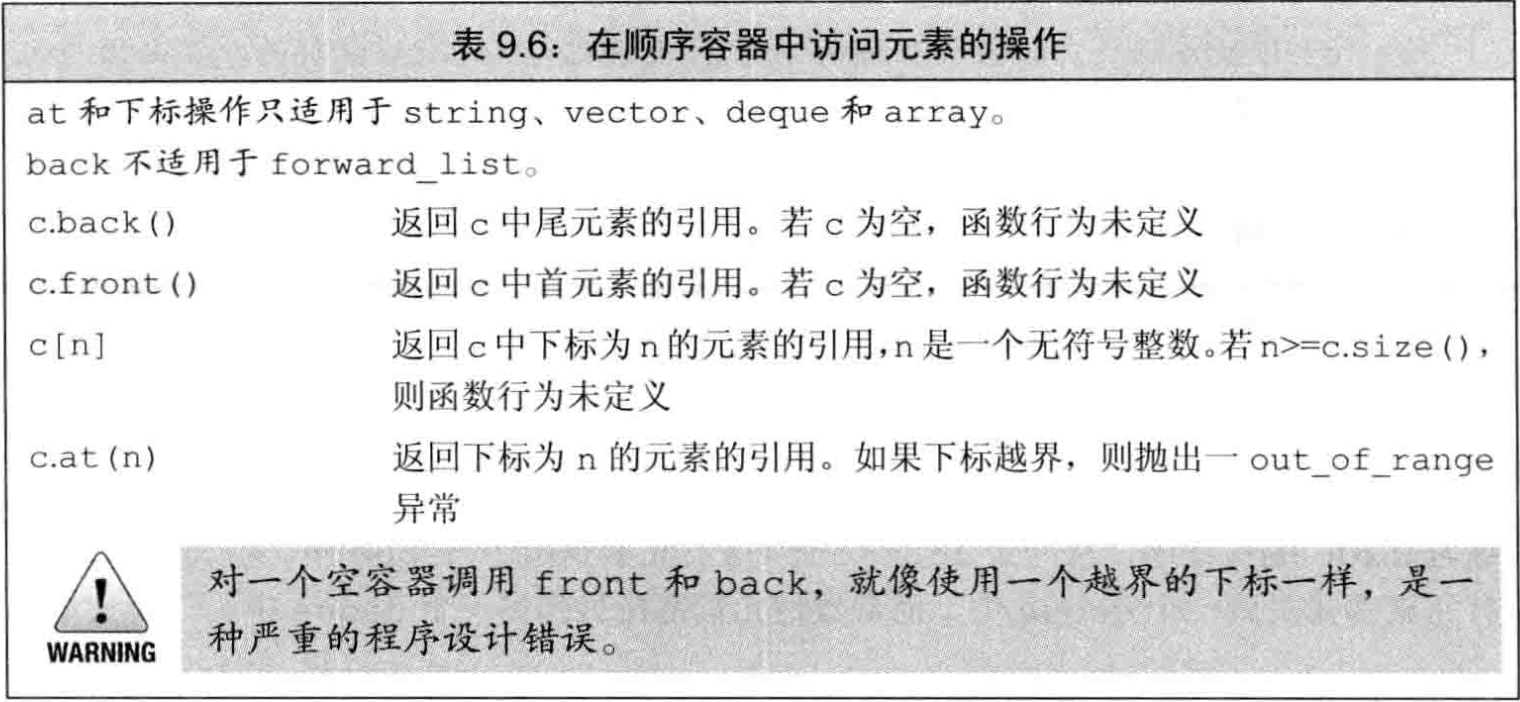 表 9.6：在顺序容器中访问元素的操作
at 和下标操作只适用于 string、vector、deque 和 array。
back 不适用于 forward_list。
c.back() 返回 c 中尾元素的引用。若 c 为空，函数行为未定义
c.front() 返回 c 中首元素的引用。若 c 为空，函数行为未定义
c[n] 返回 c 中下标为 n 的元素的引用，n 是一个无符号整数。若 n>=c.size()，
则函数行为未定义
c.at(n) 返回下标为 n 的元素的引用。如果下标越界，则抛出一 out_of_range
异常
对一个空容器调用 front 和 back，就像使用一个越界的下标一样，是一
种严重的程序设计错误。
WARNING